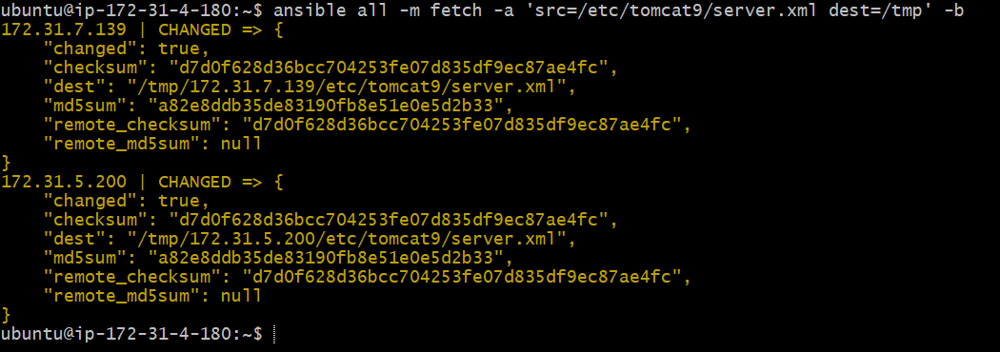 ubuntu@ip-172-31-4-180:~$ ansible all -m fetch -a 'src=/etc/tomcat9/server.xml dest=/tmp' -b
172.31.7.139 | CHANGED => {
    "changed": true,
    "checksum": "d7d0f628d36bcc704253fe07d835df9ec87ae4fc",
    "dest": "/tmp/172.31.7.139/etc/tomcat9/server.xml",
    "md5sum": "a82e8ddb35de83190fb8e51e0e5d2b33",
    "remote_checksum": "d7d0f628d36bcc704253fe07d835df9ec87ae4fc",
    "remote_md5sum": null
}
172.31.5.200 | CHANGED => {
    "changed": true,
    "checksum": "d7d0f628d36bcc704253fe07d835df9ec87ae4fc",
    "dest": "/tmp/172.31.5.200/etc/tomcat9/server.xml",
    "md5sum": "a82e8ddb35de83190fb8e51e0e5d2b33",
    "remote_checksum": "d7d0f628d36bcc704253fe07d835df9ec87ae4fc",
    "remote_md5sum": null
}
ubuntu@ip-172-31-4-180:~$